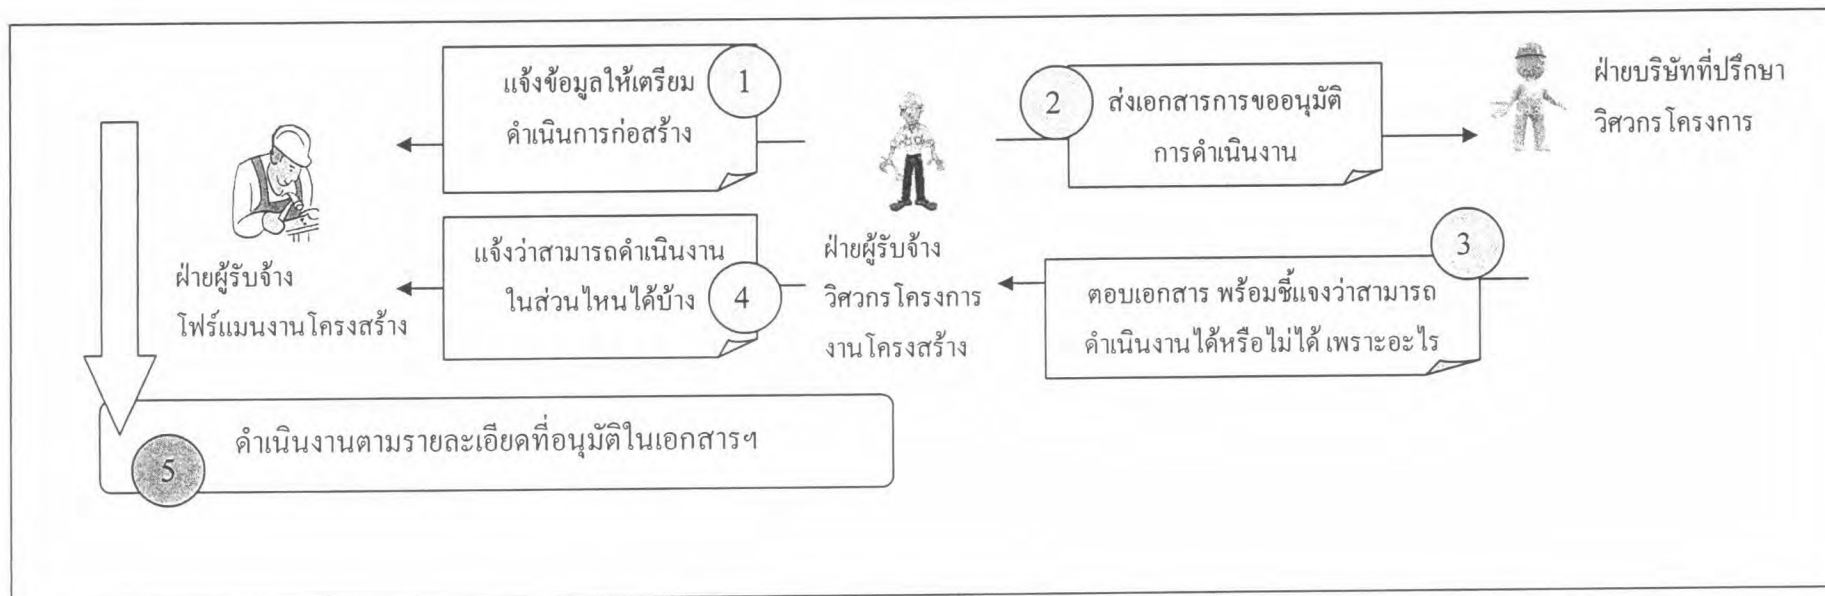 แจ้งข้อมูลให้เตรียม
ดำเนินการก่อสร้าง
1
2
ส่งเอกสารการขออนุมัติ
การดำเนินงาน
ฝ่ายบริษัทที่ปรึกษา
วิศวกรโครงการ
ฝ่ายผู้รับจ้าง
โฟร์แมนงานโครงสร้าง
แจ้งว่าสามารถดำเนินงาน
ในส่วนไหนได้บ้าง
4
ฝ่ายผู้รับจ้าง
วิศวกรโครงการ
งานโครงสร้าง
3
ตอบเอกสาร พร้อมชี้แจงว่าสามารถ
ดำเนินงานได้หรือไม่ได้ เพราะอะไร
5
ดำเนินงานตามรายละเอียดที่อนุมัติในเอกสารฯ